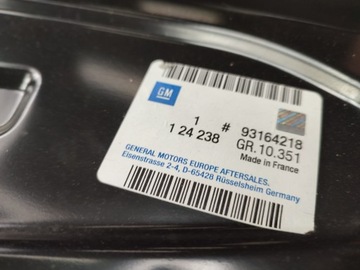 GM
1 # 93164218
1 24 238 GR.10.351
Made in France
GENERAL MOTORS EUROPE AFTERSALES.
Eisenstrasse 2-4, D-65428 Rüsselsheim Germany